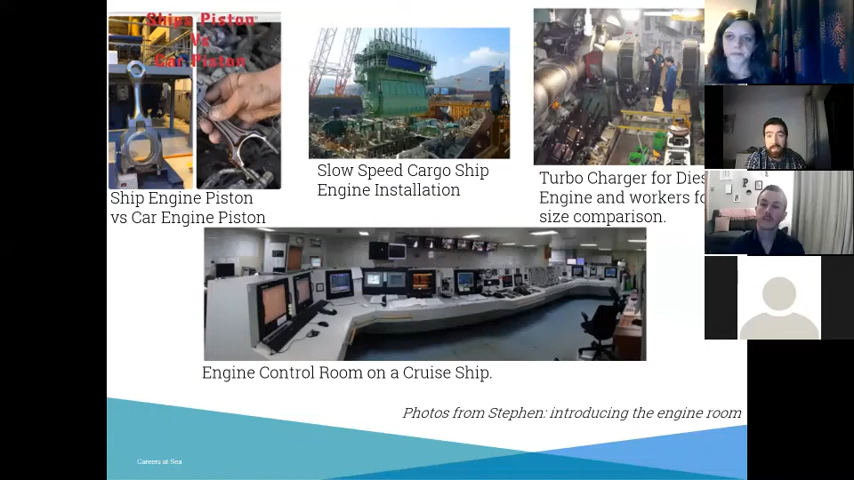 Ships Piston
Vs
Car Piston
Ship Engine Piston
vs Car Engine Piston
Slow Speed Cargo Ship
Engine Installation
Turbo Charger for Dies
Engine and workers fo
size comparison.
Engine Control Room on a Cruise Ship.
Photos from Stephen: introducing the engine room
Careers at Sea